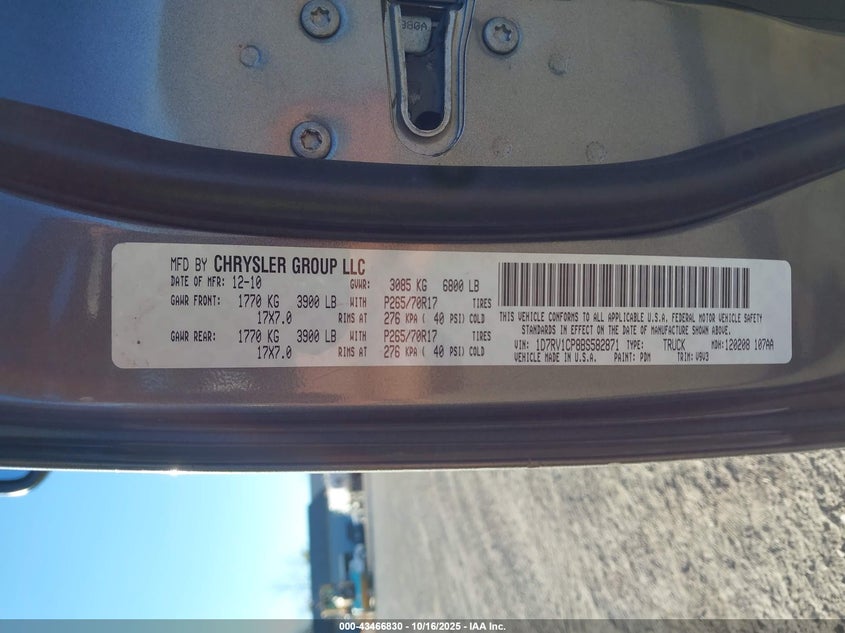 980A
MFD BY CHRYSLER GROUP LLC
DATE OF MFR: 12-10 GVWR: 3085 KG 6800 LB
GAWR FRONT: 1770 KG 3900 LB WITH P265/70R17 TIRES
17X7.0 RIMS AT 276 KPA ( 40 PSI) COLD
GAWR REAR: 1770 KG 3900 LB WITH P265/70R17 TIRES
17X7.0 RIMS AT 276 KPA ( 40 PSI) COLD
THIS VEHICLE CONFORMS TO ALL APPLICABLE U.S.A. FEDERAL MOTOR VEHICLE SAFETY
STANDARDS IN EFFECT ON THE DATE OF MANUFACTURE SHOWN ABOVE.
VIN: 1D7RV1CP8BS582871 TYPE: TRUCK MDH:120208 107AA
VEHICLE MADE IN U.S.A. PAINT: PDM TRIM: V9V3
000-43466830 - 10/16/2025 - IAA Inc.